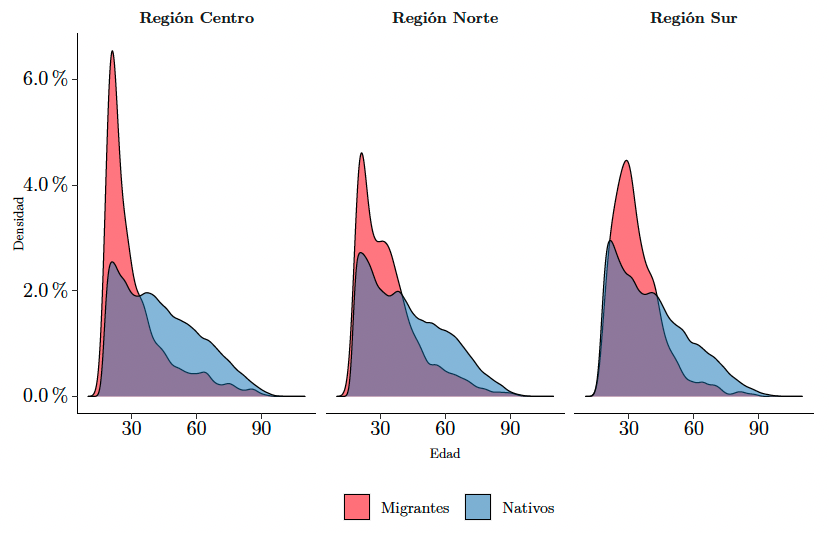 Región Centro Región Norte Región Sur
6.0 %
4.0 %
2.0 %
0.0 %
Densidad
30 60 90 30 60 90 30 60 90
Edad
Migrantes Nativos